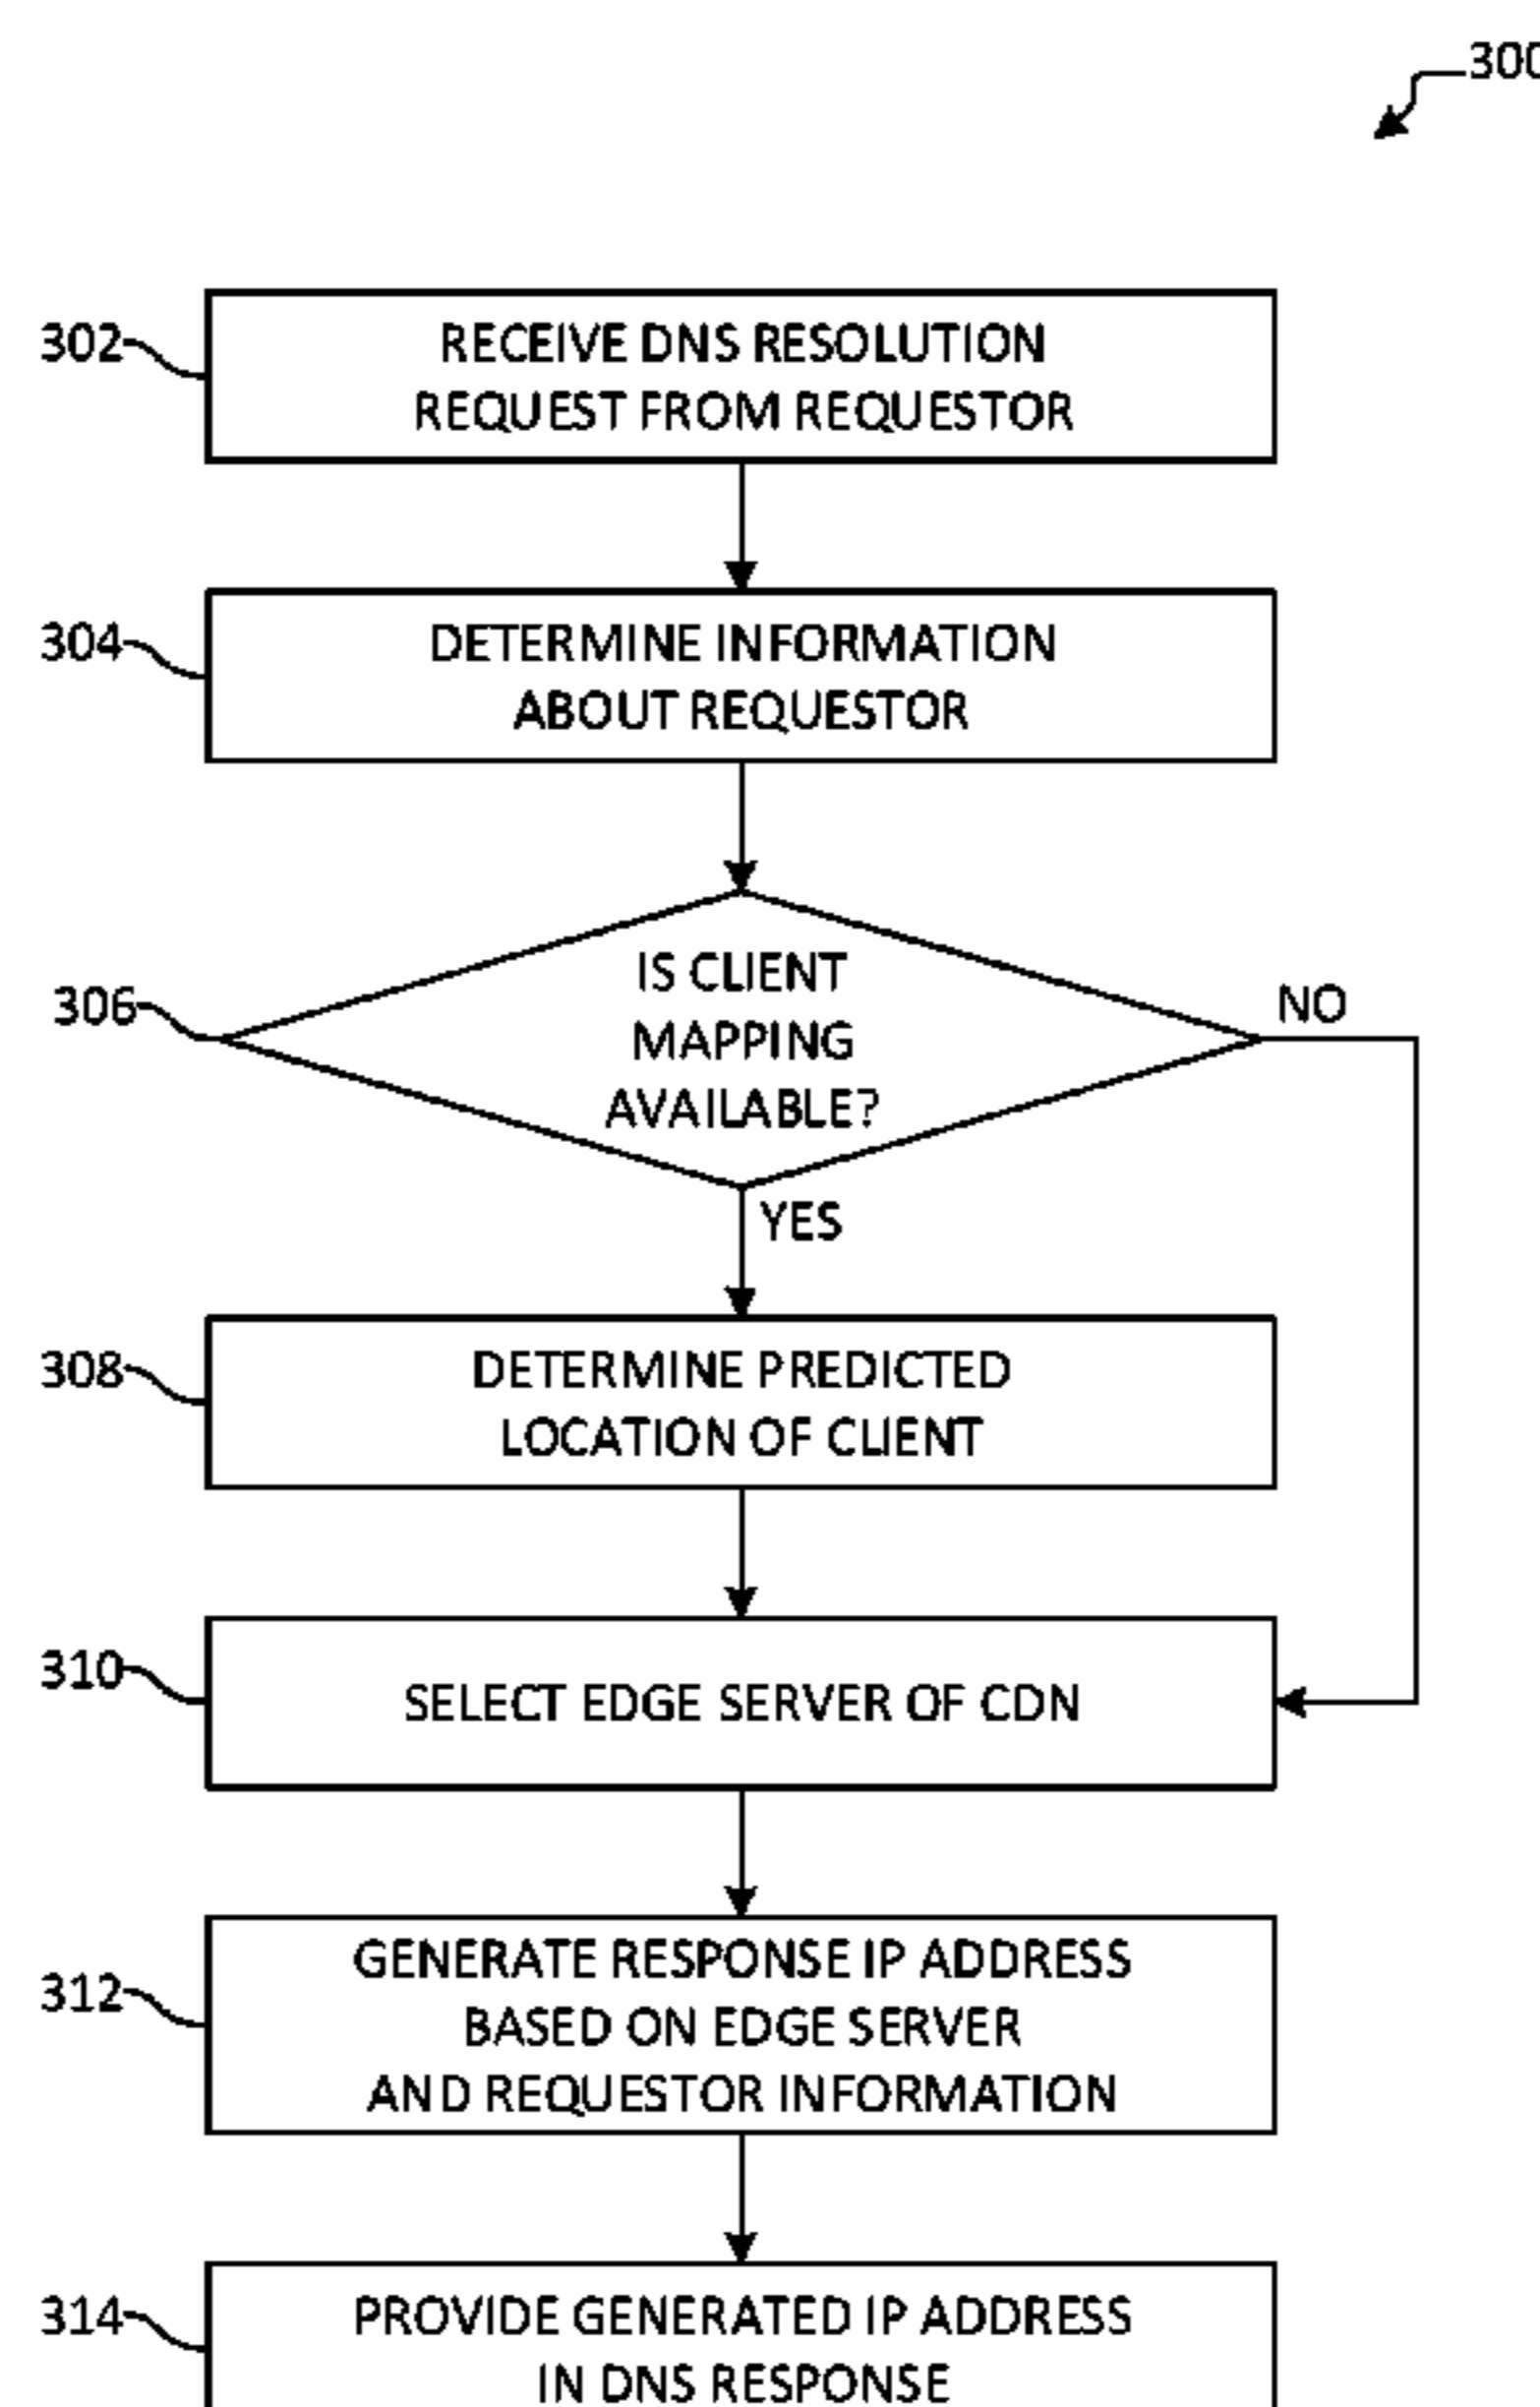 300
302
RECEIVE DNS RESOLUTION
REQUEST FROM REQUESTOR
304
DETERMINE INFORMATION
ABOUT REQUESTOR
306
IS CLIENT
MAPPING
AVAILABLE?
NO
YES
308
DETERMINE PREDICTED
LOCATION OF CLIENT
310
SELECT EDGE SERVER OF CDN
312
GENERATE RESPONSE IP ADDRESS
BASED ON EDGE SERVER
AND REQUESTOR INFORMATION
314
PROVIDE GENERATED IP ADDRESS
IN DNS RESPONSE